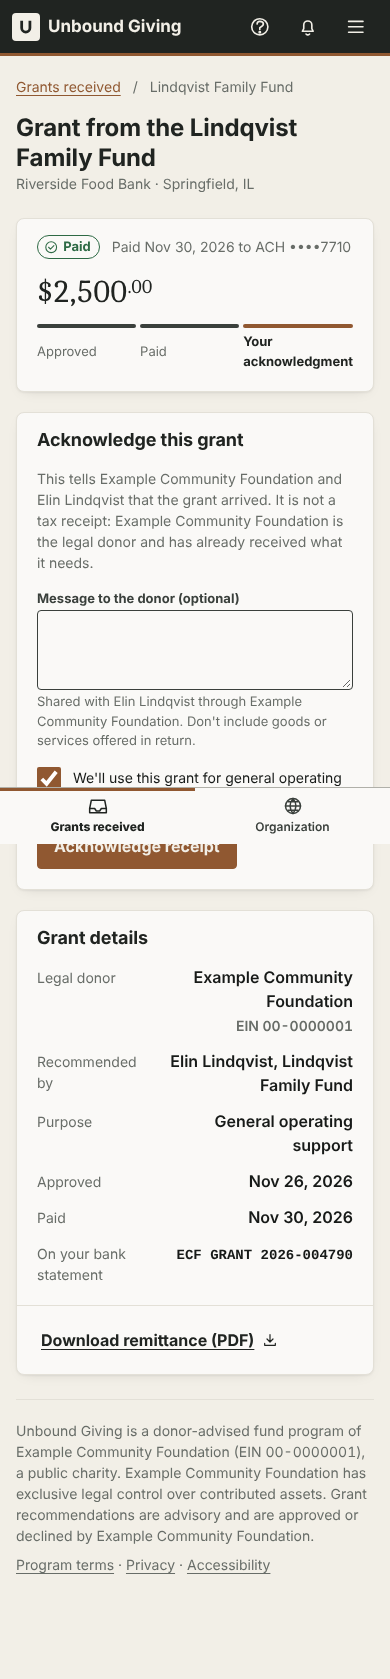 U Unbound Giving
Grants received / Lindqvist Family Fund
Grant from the Lindqvist
Family Fund
Riverside Food Bank · Springfield, IL
Paid Paid Nov 30, 2026 to ACH ••••7710
$2,500.00
Approved
Paid
Your
acknowledgment
Acknowledge this grant
This tells Example Community Foundation and
Elin Lindqvist that the grant arrived. It is not a
tax receipt: Example Community Foundation is
the legal donor and has already received what
it needs.
Message to the donor (optional)
Shared with Elin Lindqvist through Example
Community Foundation. Don't include goods or
services offered in return.
We'll use this grant for general operating
Grants received
Organization
Acknowledge receipt
Grant details
Legal donor
Example Community
Foundation
EIN 00-0000001
Recommended
by
Elin Lindqvist, Lindqvist
Family Fund
Purpose
General operating
support
Approved
Nov 26, 2026
Paid
Nov 30, 2026
On your bank
statement
ECF GRANT 2026-004790
Download remittance (PDF)
Unbound Giving is a donor-advised fund program of
Example Community Foundation (EIN 00-0000001),
a public charity. Example Community Foundation has
exclusive legal control over contributed assets. Grant
recommendations are advisory and are approved or
declined by Example Community Foundation.
Program terms · Privacy · Accessibility